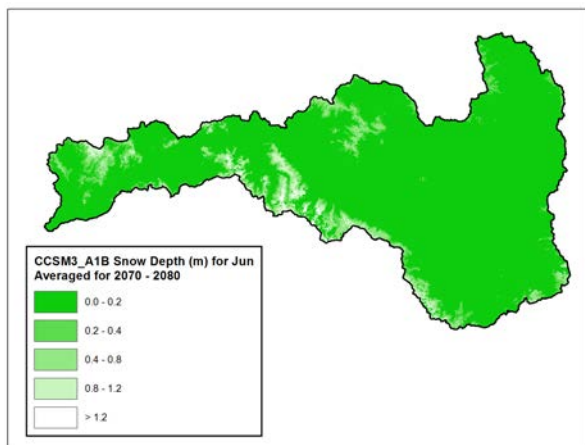 CCSM3_A1B Snow Depth (m) for Jun
Averaged for 2070 - 2080
0.0 - 0.2
0.2 - 0.4
0.4 - 0.8
0.8 - 1.2
> 1.2